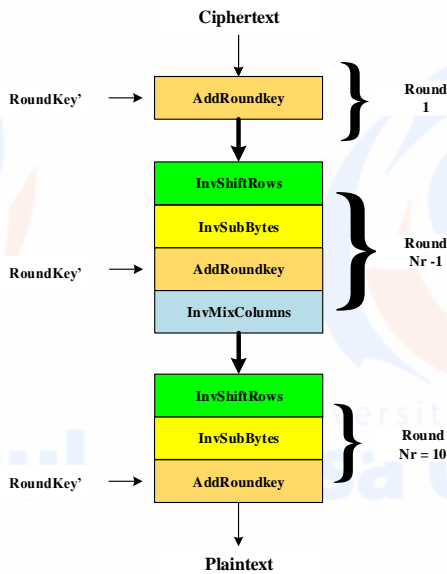 Ciphertext
RoundKey’
AddRoundkey
Round
1
InvShiftRows
InvSubBytes
RoundKey’
AddRoundkey
Round
Nr -1
InvMixColumns
InvShiftRows
InvSubBytes
Round
Nr = 10
RoundKey’
AddRoundkey
Plaintext